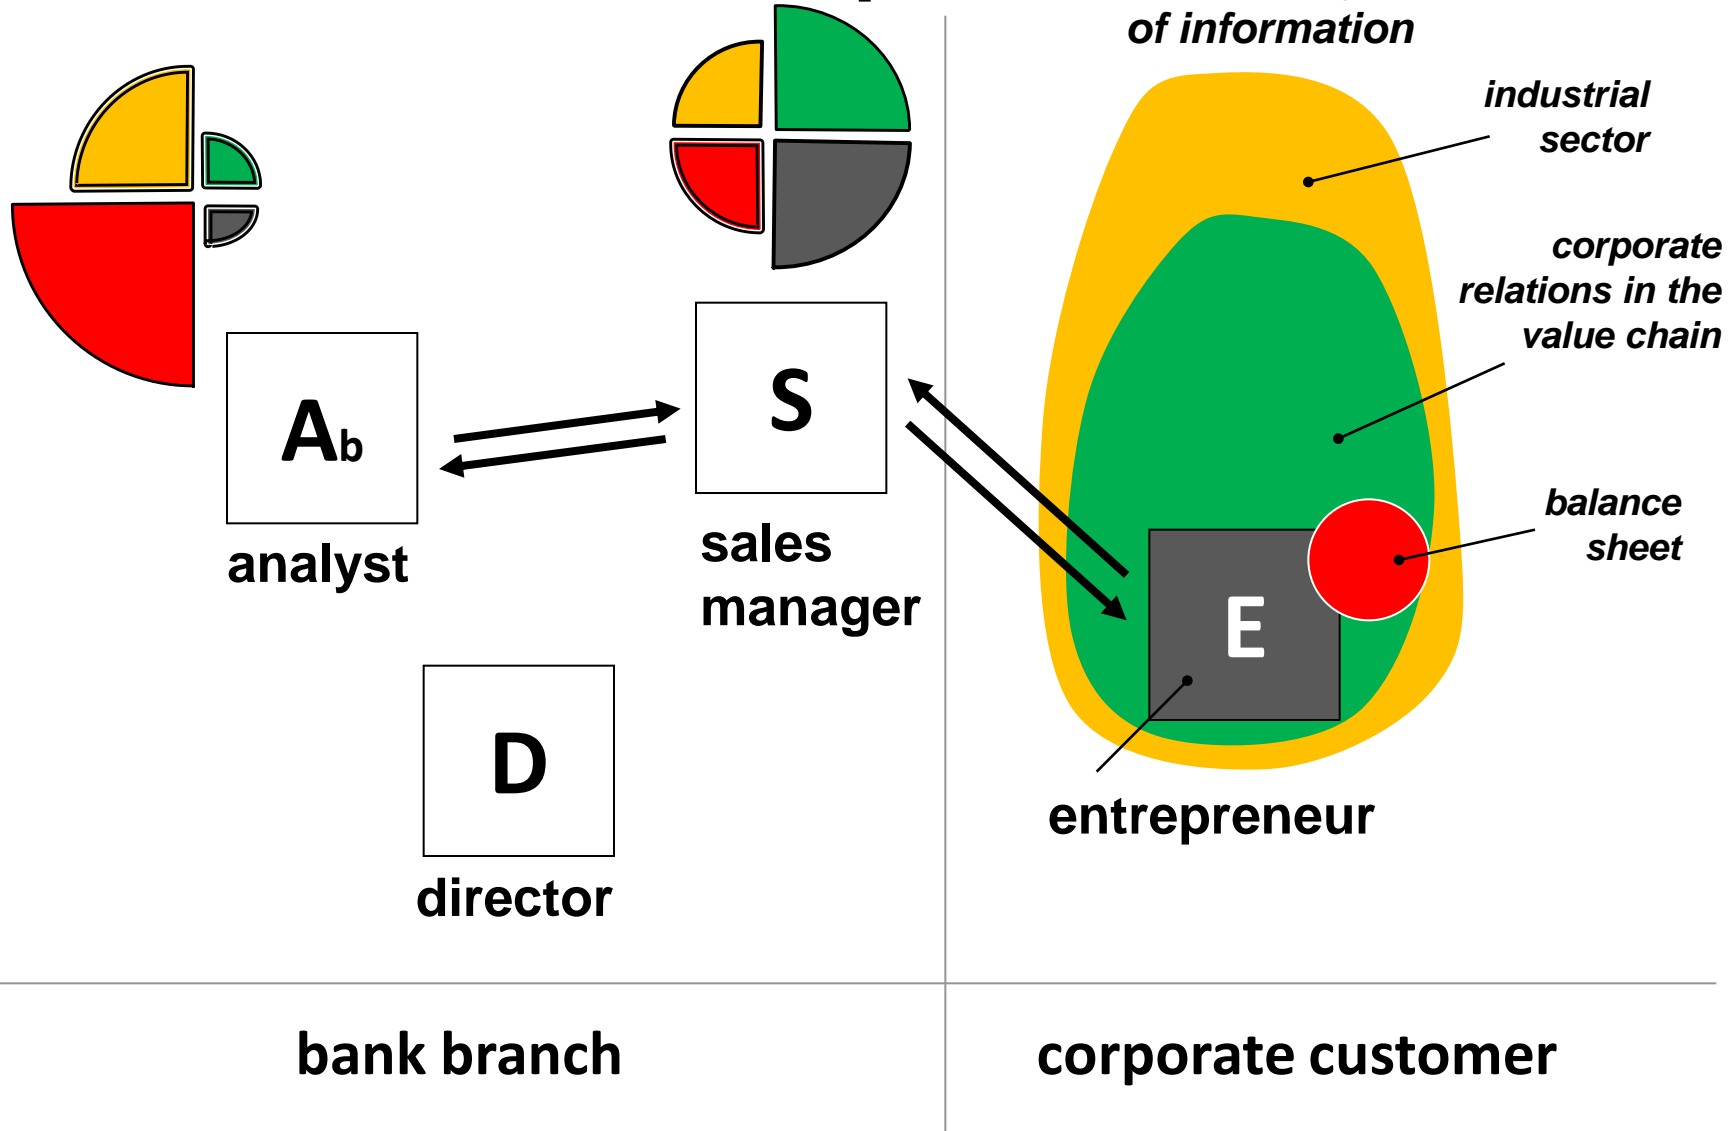 of information
industrial
sector
corporate
relations in the
value chain
balance
sheet
Ab
analyst
S
sales
manager
E
entrepreneur
D
director
bank branch
corporate customer